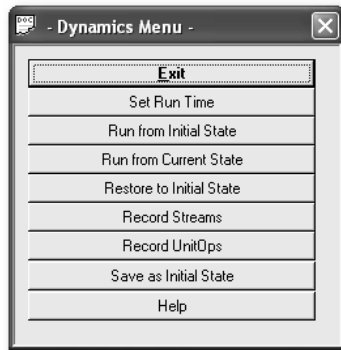 DOC
- Dynamics Menu -
Exit
Set Run Time
Run from Initial State
Run from Current State
Restore to Initial State
Record Streams
Record UnitOps
Save as Initial State
Help